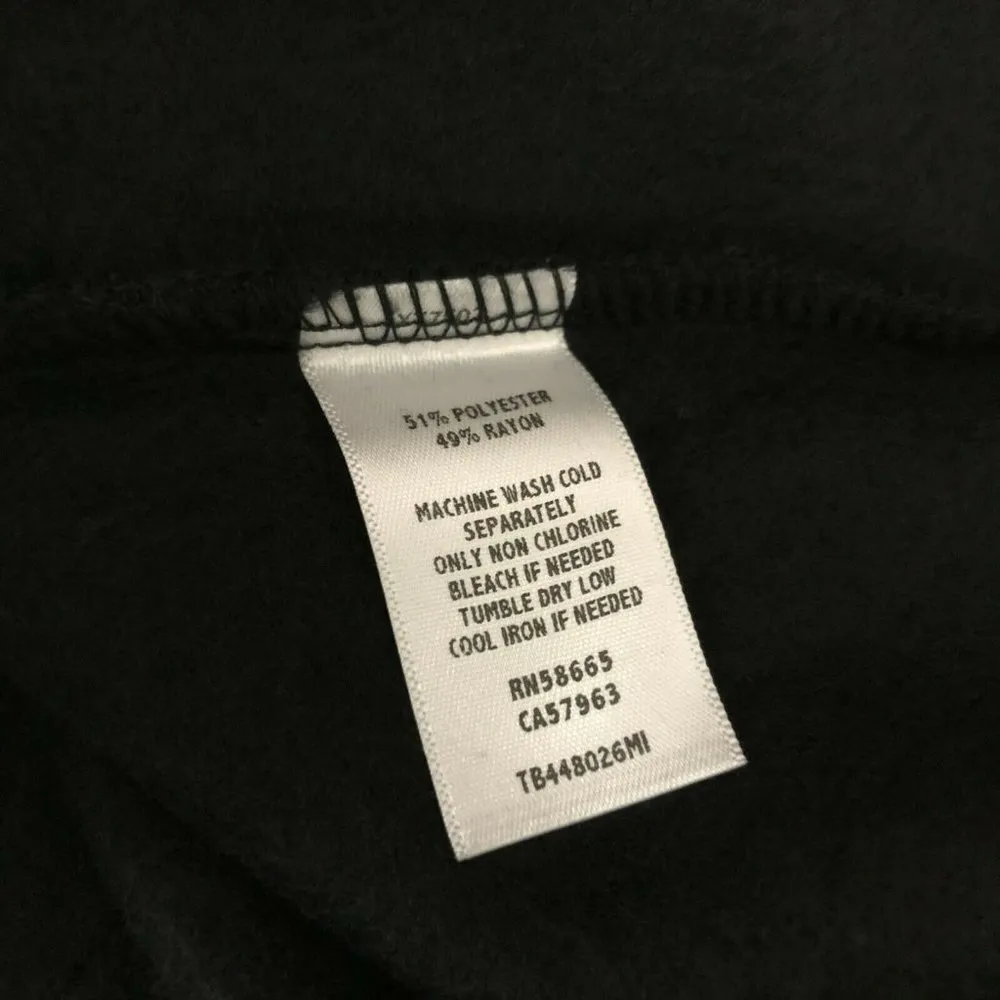 51% POLYESTER
49% RAYON
MACHINE WASH COLD
SEPARATELY
ONLY NON CHLORINE
BLEACH IF NEEDED
TUMBLE DRY LOW
COOL IRON IF NEEDED
RN58665
CA57963
TB448026MI